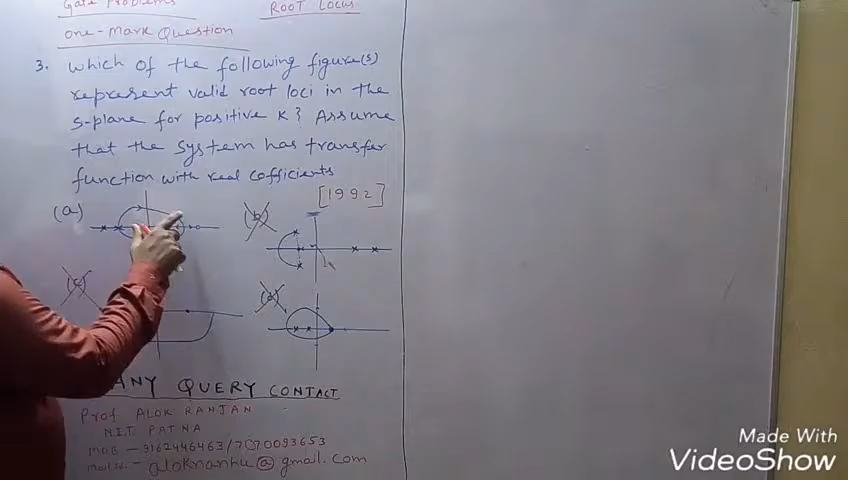 Gate Problems
ROOT LOCUS
one-Mark Question
3. which of the following figure(s)
represent valid root loci in the
s-plane for positive K? Assume
that the system has transfer
function with real cofficients
[1992]
(a)
(b)
(c)
(d)
ANY QUERY CONTACT
Prof ALOK RANJAN
N.I.T. PATNA
gmail.com
Made With
VideoShow